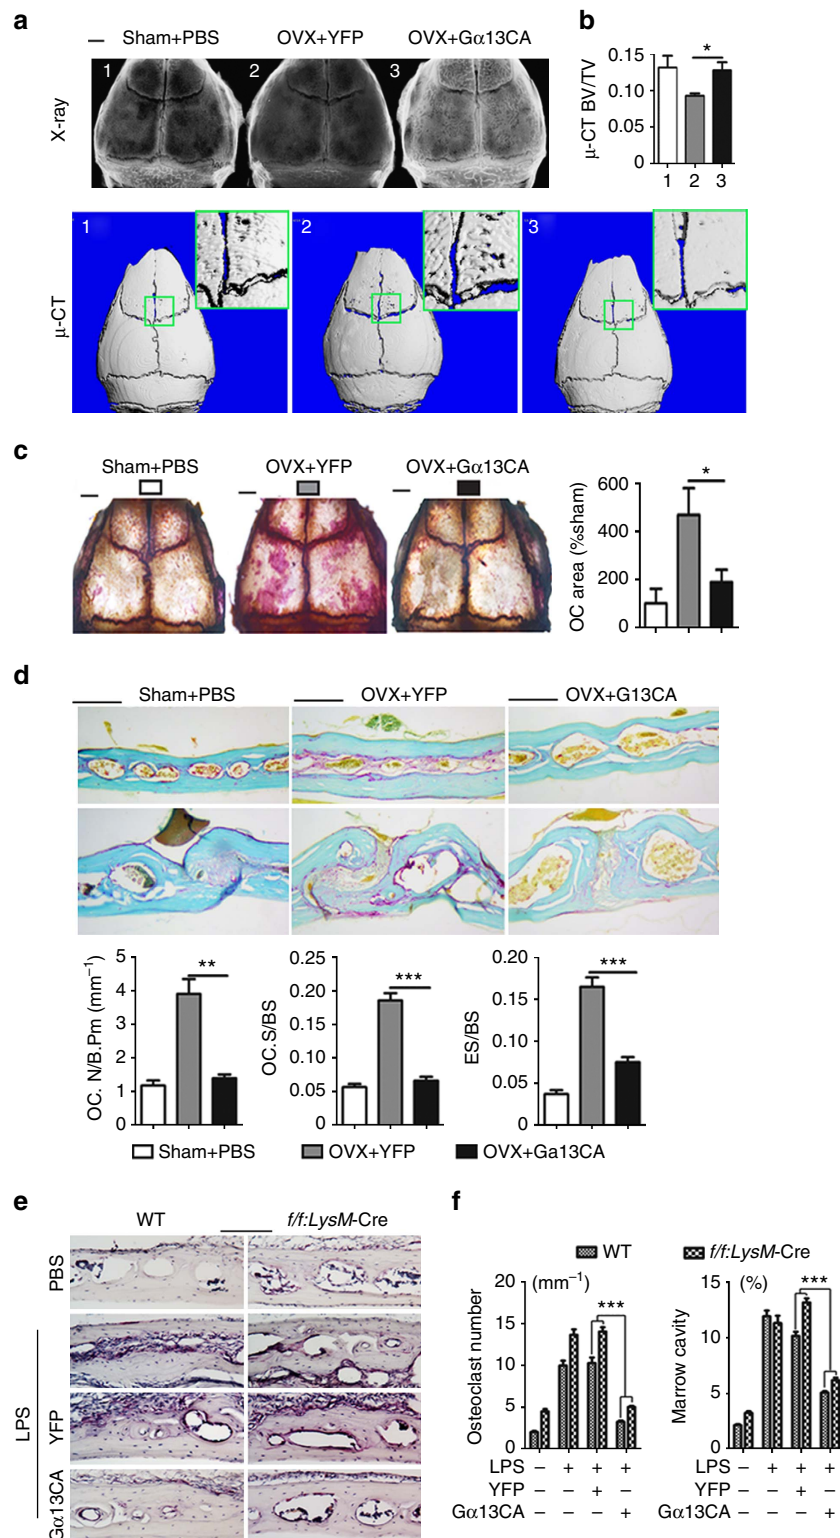 a
Sham+PBS OVX+YFP OVX+Gα13CA
X-ray
1 2 3
b
μ-CT BV/TV
0.15
0.10
0.05
0
*
1 2 3
μ-CT
1 2 3
c
Sham+PBS OVX+YFP OVX+Gα13CA
OC area (%sham)
600
400
200
0
*
d
Sham+PBS OVX+YFP OVX+G13CA
OC. N/B.Pm (mm⁻¹)
5
4
3
2
1
0
**
OC.S/BS
0.25
0.20
0.15
0.10
0.05
0
***
ES/BS
0.20
0.15
0.10
0.05
0
***
Sham+PBS OVX+YFP OVX+Ga13CA
e
WT f/f:LysM-Cre
PBS
LPS
YFP
Gα13CA
f
WT f/f:LysM-Cre
Osteoclast number
20
15
10
5
0
(mm⁻¹)
***
LPS – + + +
YFP – – + –
Gα13CA – – – +
Marrow cavity
15
10
5
0
(%)
***
LPS – + + +
YFP – – + –
Gα13CA – – – +